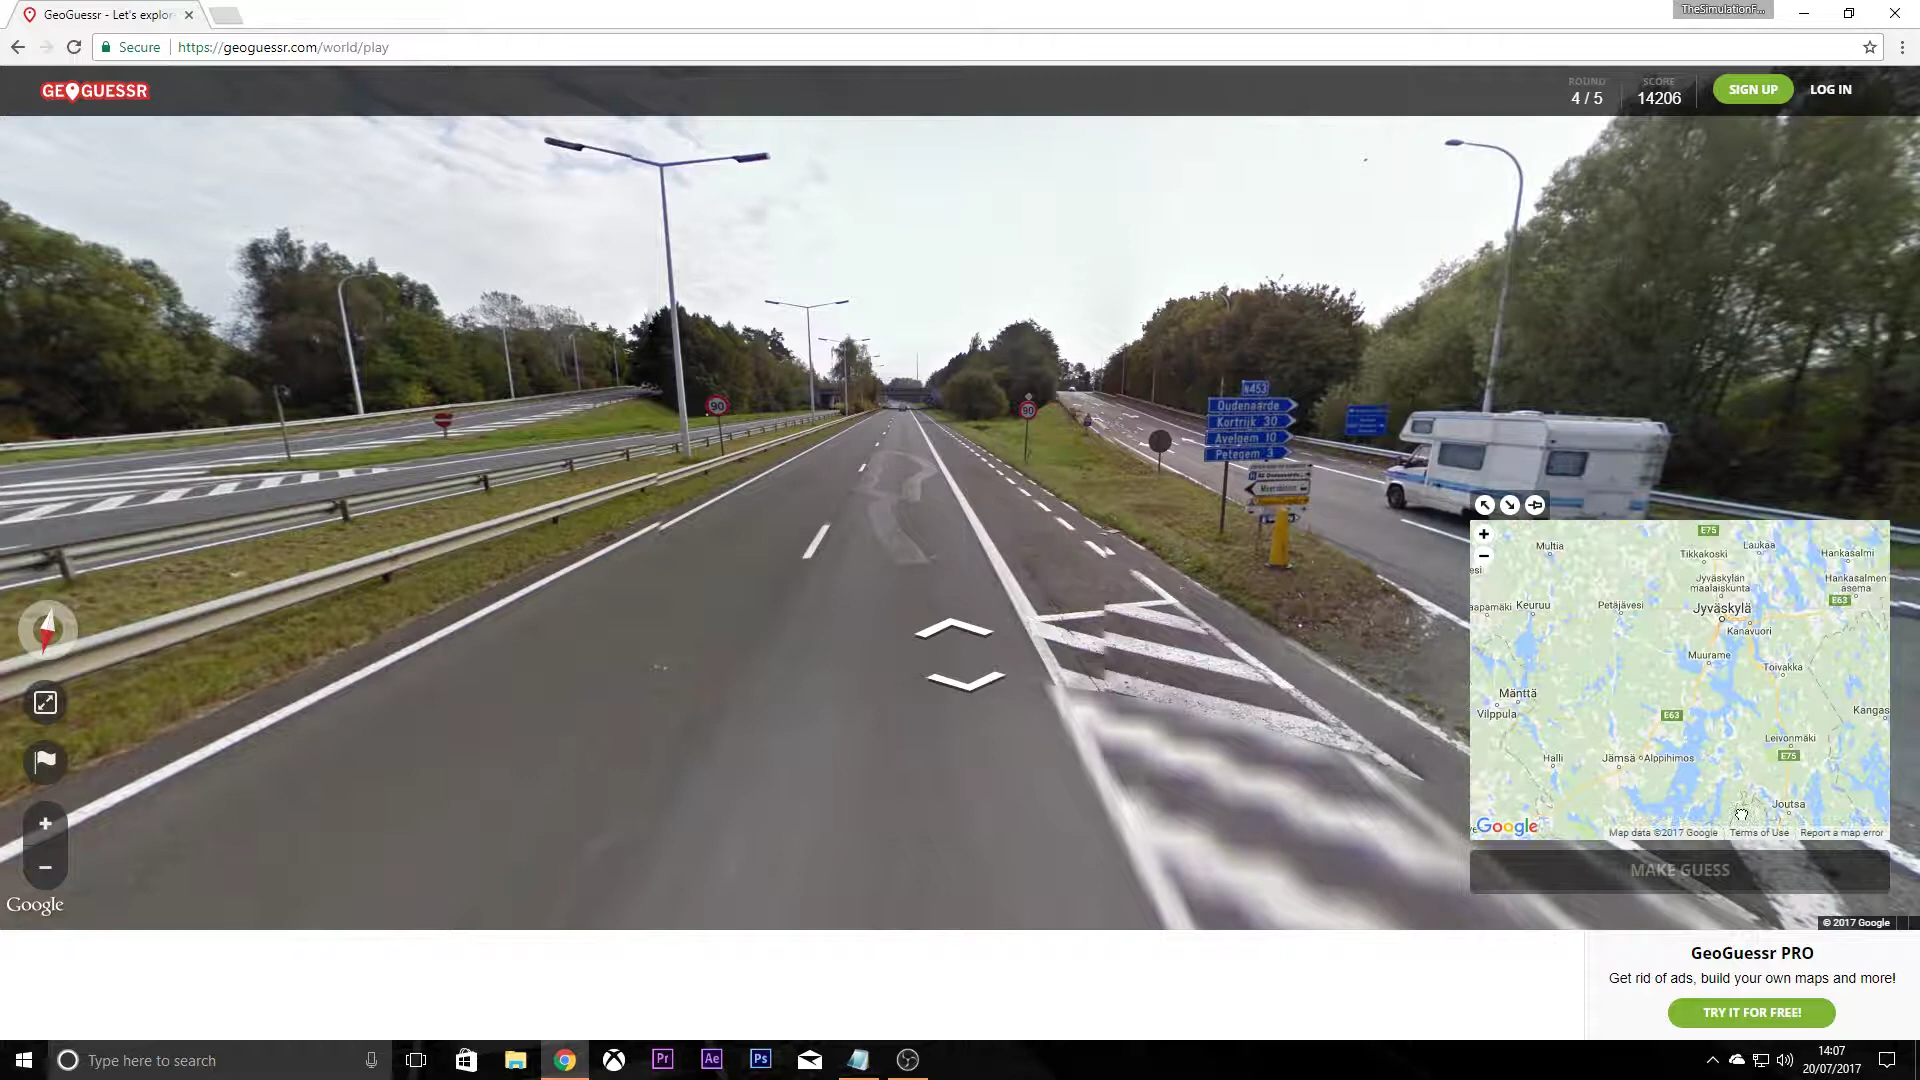 GeoGuessr - Let's explor
TheSimulationF...
Secure
https://geoguessr.com/world/play
GEOGUESSR
ROUND
4 / 5
SCORE
14206
SIGN UP
LOG IN
90
90
N453
Oudenaarde
Kortrijk 30
Avelgem 10
Petegem 3
+
−
E75
Multia
Laukaa
Tikkakoski
Hankasalmi
esi
Jyväskylän
maalaiskunta
Hankasalmen
asema
E63
aapamäki
Keuruu
Petäjävesi
Jyväskylä
Kanavuori
Muurame
Toivakka
Mänttä
Vilppula
E63
Kangas
Leivonmäki
E75
Halli
Jämsä
Alppihimos
Joutsa
Google
Map data ©2017 Google
Terms of Use
Report a map error
MAKE GUESS
+
−
Google
© 2017 Google
GeoGuessr PRO
Get rid of ads, build your own maps and more!
TRY IT FOR FREE!
Type here to search
Pr
Ae
Ps
14:07
20/07/2017